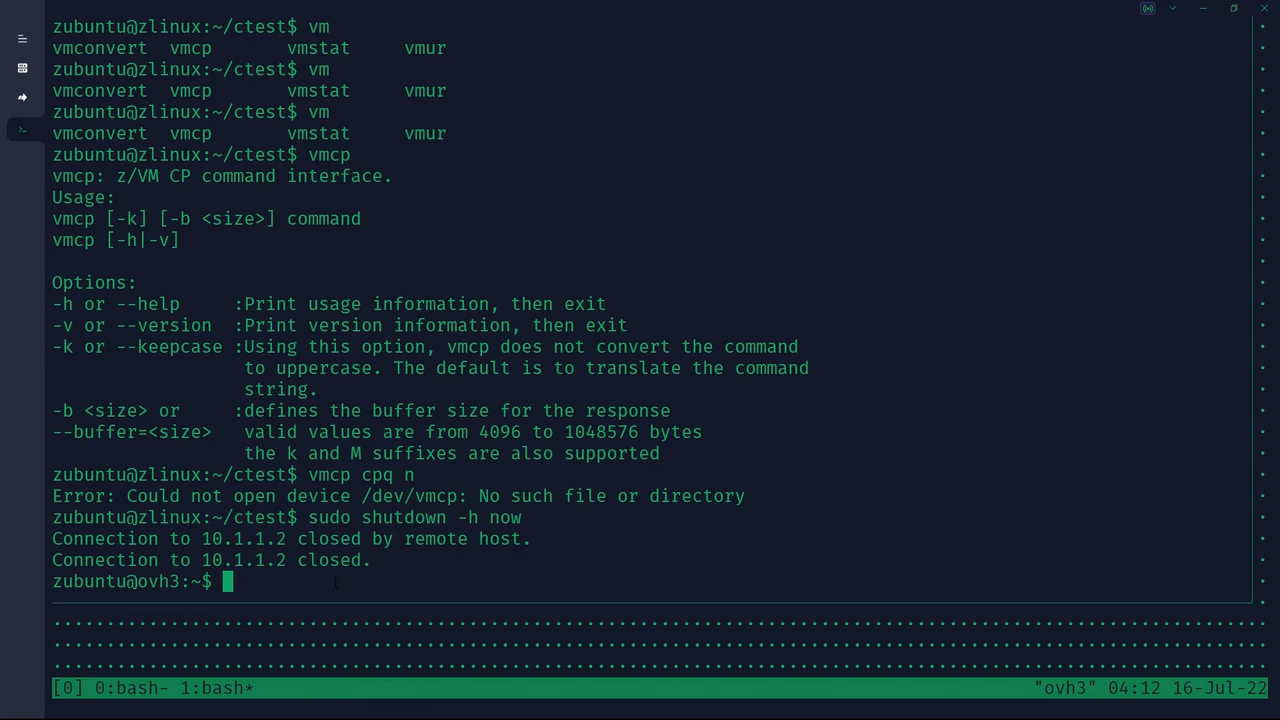 zubuntu@zlinux:~/ctest$ vm
vmconvert  vmcp       vmstat     vmur
zubuntu@zlinux:~/ctest$ vm
vmconvert  vmcp       vmstat     vmur
zubuntu@zlinux:~/ctest$ vm
vmconvert  vmcp       vmstat     vmur
zubuntu@zlinux:~/ctest$ vmcp
vmcp: z/VM CP command interface.
Usage:
vmcp [-k] [-b <size>] command
vmcp [-h|-v]
Options:
-h or --help     :Print usage information, then exit
-v or --version  :Print version information, then exit
-k or --keepcase :Using this option, vmcp does not convert the command
                  to uppercase. The default is to translate the command
                  string.
-b <size> or     :defines the buffer size for the response
--buffer=<size>   valid values are from 4096 to 1048576 bytes
                  the k and M suffixes are also supported
zubuntu@zlinux:~/ctest$ vmcp cpq n
Error: Could not open device /dev/vmcp: No such file or directory
zubuntu@zlinux:~/ctest$ sudo shutdown -h now
Connection to 10.1.1.2 closed by remote host.
Connection to 10.1.1.2 closed.
zubuntu@ovh3:~$
[0] 0:bash- 1:bash* "ovh3" 04:12 16-Jul-22